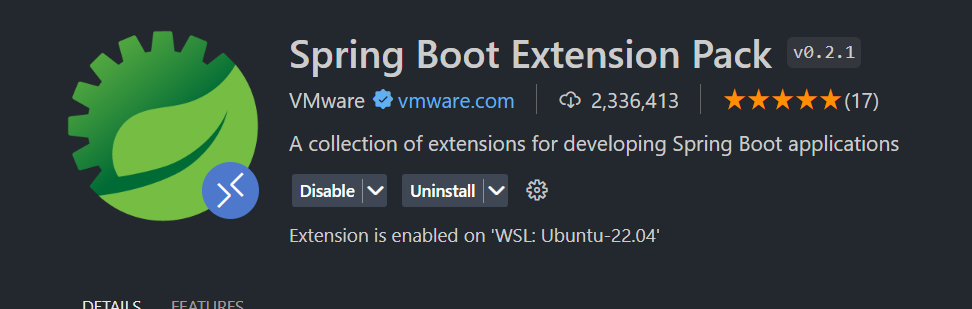 Spring Boot Extension Pack v0.2.1
VMware vmware.com 2,336,413 (17)
A collection of extensions for developing Spring Boot applications
Disable Uninstall
Extension is enabled on 'WSL: Ubuntu-22.04'
DETAILS FEATURES